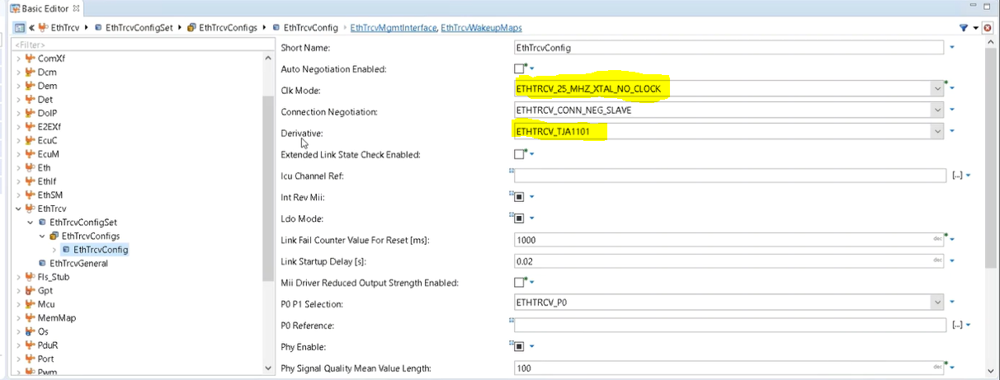 Basic Editor
« EthTrcv EthTrcvConfigSet EthTrcvConfigs EthTrcvConfig EthTrcvMgmtInterface, EthTrcvWakeupMaps
<Filter>
ComXf
Dcm
Dem
Det
DoIP
E2EXf
EcuC
EcuM
Eth
EthIf
EthSM
EthTrcv
EthTrcvConfigSet
EthTrcvConfigs
EthTrcvConfig
EthTrcvGeneral
Fls_Stub
Gpt
Mcu
MemMap
Os
PduR
Port
Pwm
Short Name: EthTrcvConfig
Auto Negotiation Enabled:
Clk Mode: ETHTRCV_25_MHZ_XTAL_NO_CLOCK
Connection Negotiation: ETHTRCV_CONN_NEG_SLAVE
Derivative: ETHTRCV_TJA1101
Extended Link State Check Enabled:
Icu Channel Ref: [...]
Int Rev Mii:
Ldo Mode:
Link Fail Counter Value For Reset [ms]: 1000 dec
Link Startup Delay [s]: 0.02 dec
Mii Driver Reduced Output Strength Enabled:
P0 P1 Selection: ETHTRCV_P0
P0 Reference: [...]
Phy Enable:
Phy Signal Quality Mean Value Length: 100 dec